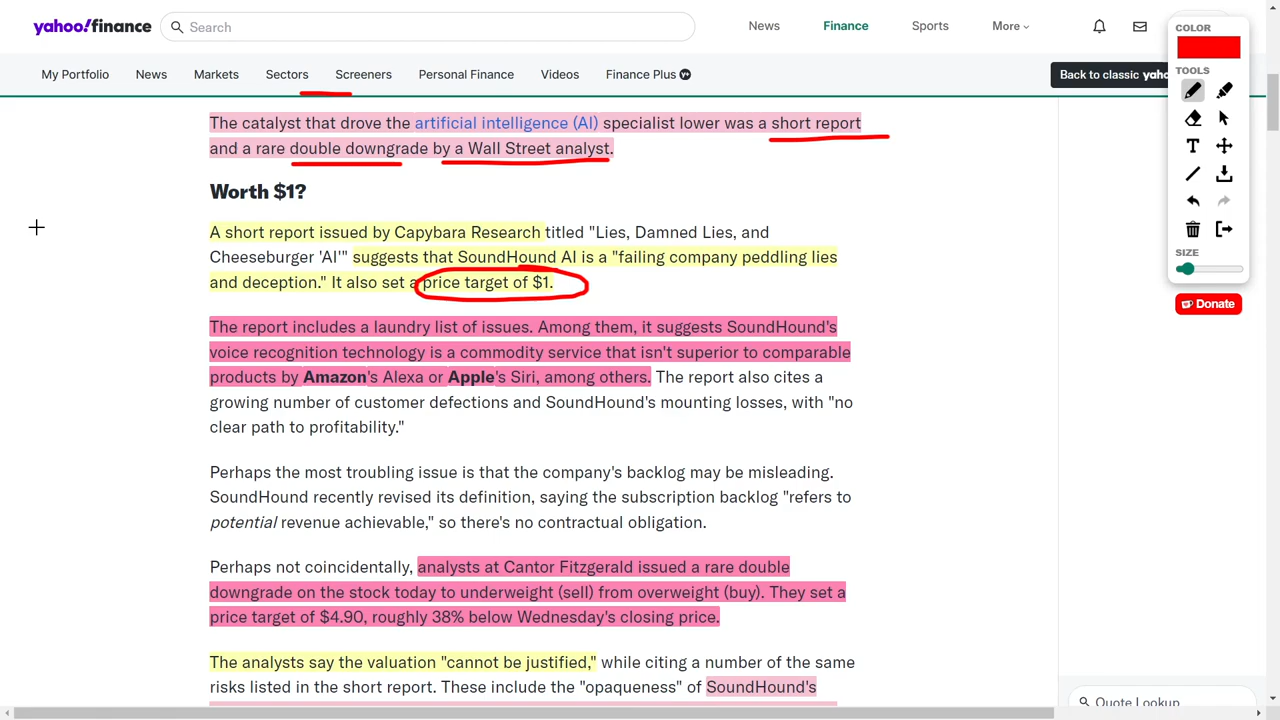 yahoo!finance Search News Finance Sports More COLOR
My Portfolio News Markets Sectors Screeners Personal Finance Videos Finance Plus Back to classic yaho TOOLS
The catalyst that drove the artificial intelligence (AI) specialist lower was a short report
and a rare double downgrade by a Wall Street analyst.
Worth $1?
A short report issued by Capybara Research titled "Lies, Damned Lies, and
Cheeseburger 'AI'" suggests that SoundHound AI is a "failing company peddling lies
and deception." It also set a price target of $1.
SIZE
Donate
The report includes a laundry list of issues. Among them, it suggests SoundHound's
voice recognition technology is a commodity service that isn't superior to comparable
products by Amazon's Alexa or Apple's Siri, among others. The report also cites a
growing number of customer defections and SoundHound's mounting losses, with "no
clear path to profitability."
Perhaps the most troubling issue is that the company's backlog may be misleading.
SoundHound recently revised its definition, saying the subscription backlog "refers to
potential revenue achievable," so there's no contractual obligation.
Perhaps not coincidentally, analysts at Cantor Fitzgerald issued a rare double
downgrade on the stock today to underweight (sell) from overweight (buy). They set a
price target of $4.90, roughly 38% below Wednesday's closing price.
The analysts say the valuation "cannot be justified," while citing a number of the same
risks listed in the short report. These include the "opaqueness" of SoundHound's
Quote Lookup